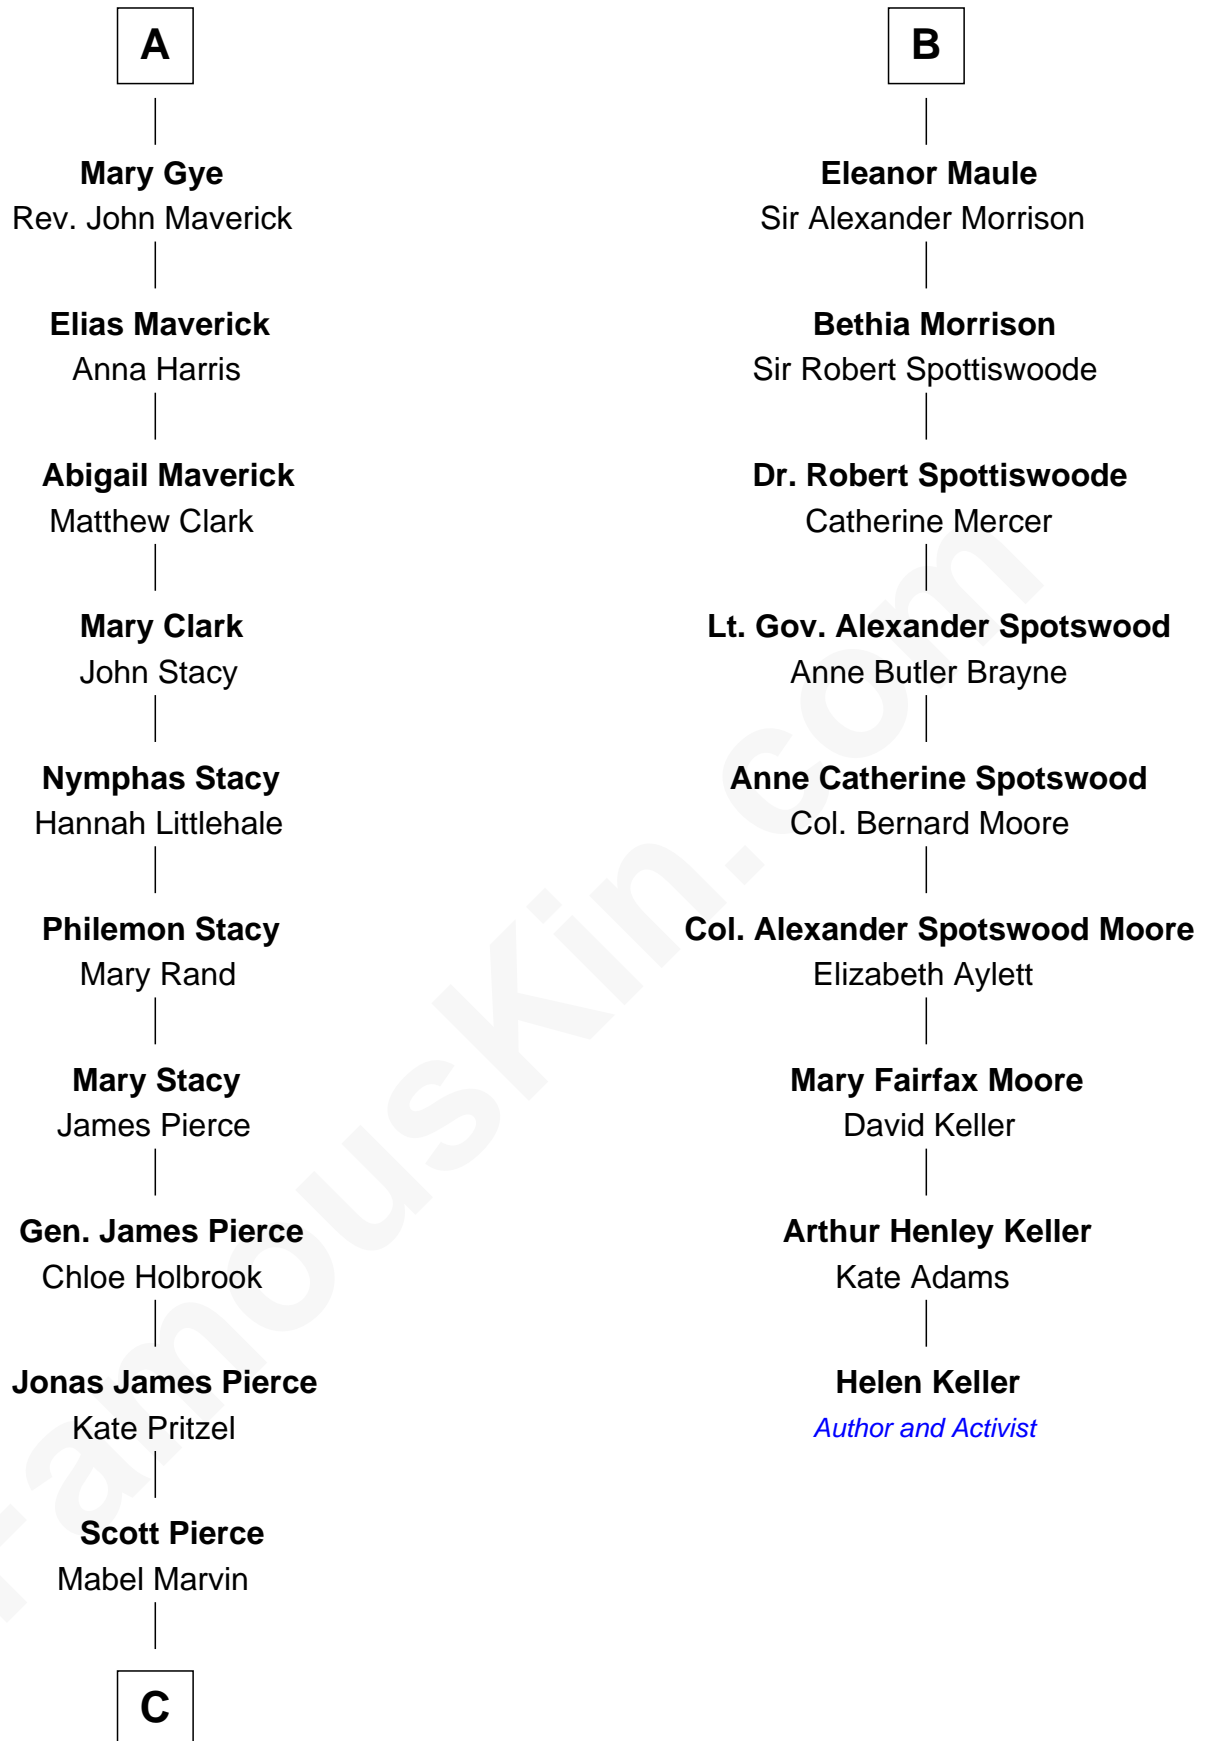 A
Mary Gye
Rev. John Maverick
Elias Maverick
Anna Harris
Abigail Maverick
Matthew Clark
Mary Clark
John Stacy
Nymphas Stacy
Hannah Littlehale
Philemon Stacy
Mary Rand
Mary Stacy
James Pierce
Gen. James Pierce
Chloe Holbrook
Jonas James Pierce
Kate Pritzel
Scott Pierce
Mabel Marvin
C
B
Eleanor Maule
Sir Alexander Morrison
Bethia Morrison
Sir Robert Spottiswoode
Dr. Robert Spottiswoode
Catherine Mercer
Lt. Gov. Alexander Spotswood
Anne Butler Brayne
Anne Catherine Spotswood
Col. Bernard Moore
Col. Alexander Spotswood Moore
Elizabeth Aylett
Mary Fairfax Moore
David Keller
Arthur Henley Keller
Kate Adams
Helen Keller
Author and Activist
FamousKin.com